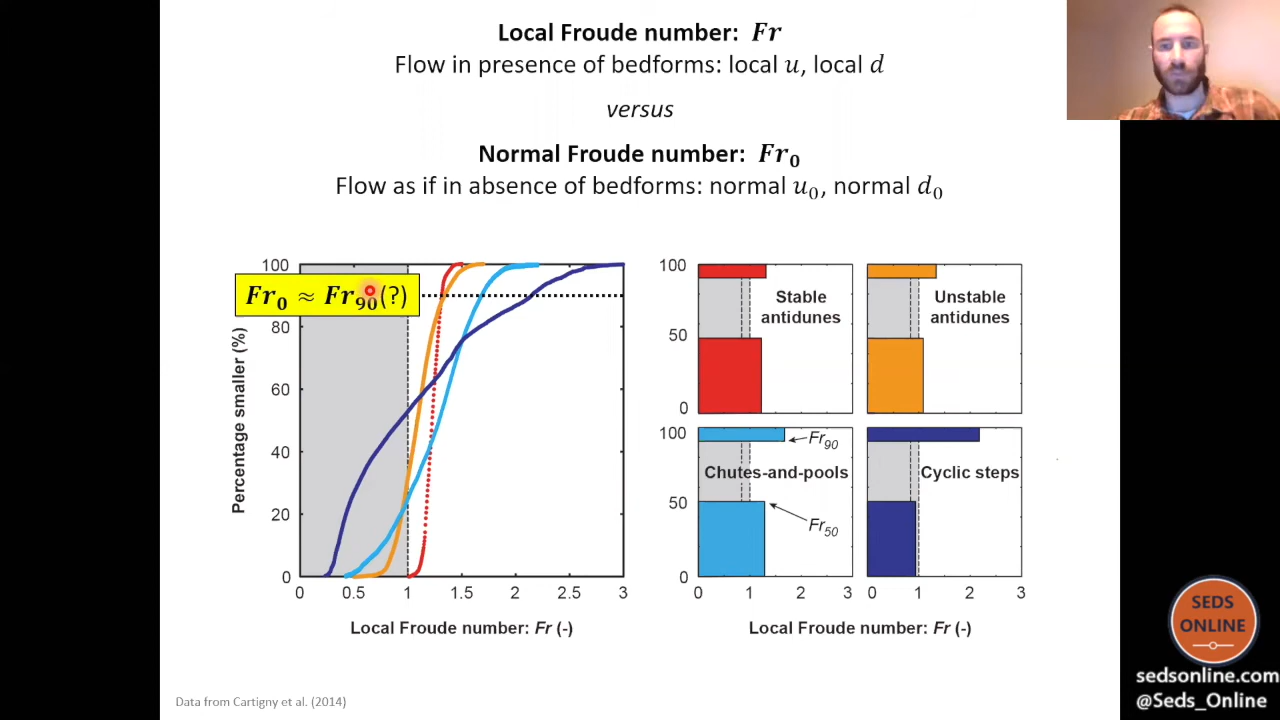 Local Froude number: Fr
Flow in presence of bedforms: local u, local d
versus
Normal Froude number: Fr₀
Flow as if in absence of bedforms: normal u₀, normal d₀
Fr₀ ≈ Fr₉₀(?)
100
80
60
40
20
0
Percentage smaller (%)
0 0.5 1 1.5 2 2.5 3
Local Froude number: Fr (-)
100
50
0
Stable
antidunes
Unstable
antidunes
100
50
0
Fr₉₀
Chutes-and-pools
Fr₅₀
Cyclic steps
0 1 2 3
0 1 2 3
Local Froude number: Fr (-)
Data from Cartigny et al. (2014)
SEDS
ONLINE
sedsonline.com
@Seds_Online